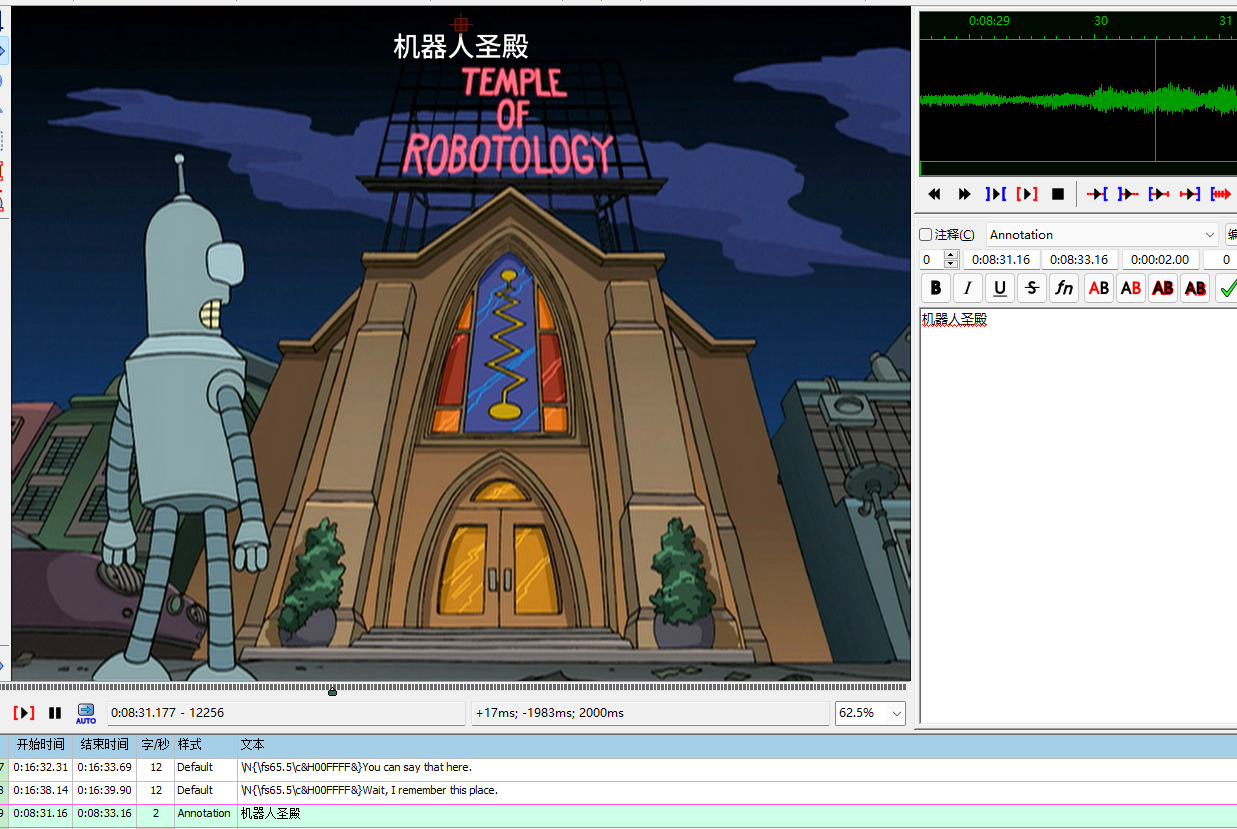 机器人圣殿
TEMPLE
OF
ROBOTOLOGY
0:08:29 30 31
注释(C) Annotation
0 0:08:31.16 0:08:33.16 0:00:02.00 0
B I U S fn AB AB AB AB
机器人圣殿
AUTO 0:08:31.177 - 12256 +17ms; -1983ms; 2000ms 62.5%
开始时间 结束时间 字/秒 样式 文本
7 0:16:32.31 0:16:33.69 12 Default \N{\fs65.5\c&H00FFFF&}You can say that here.
8 0:16:38.14 0:16:39.90 12 Default \N{\fs65.5\c&H00FFFF&}Wait, I remember this place.
9 0:08:31.16 0:08:33.16 2 Annotation 机器人圣殿